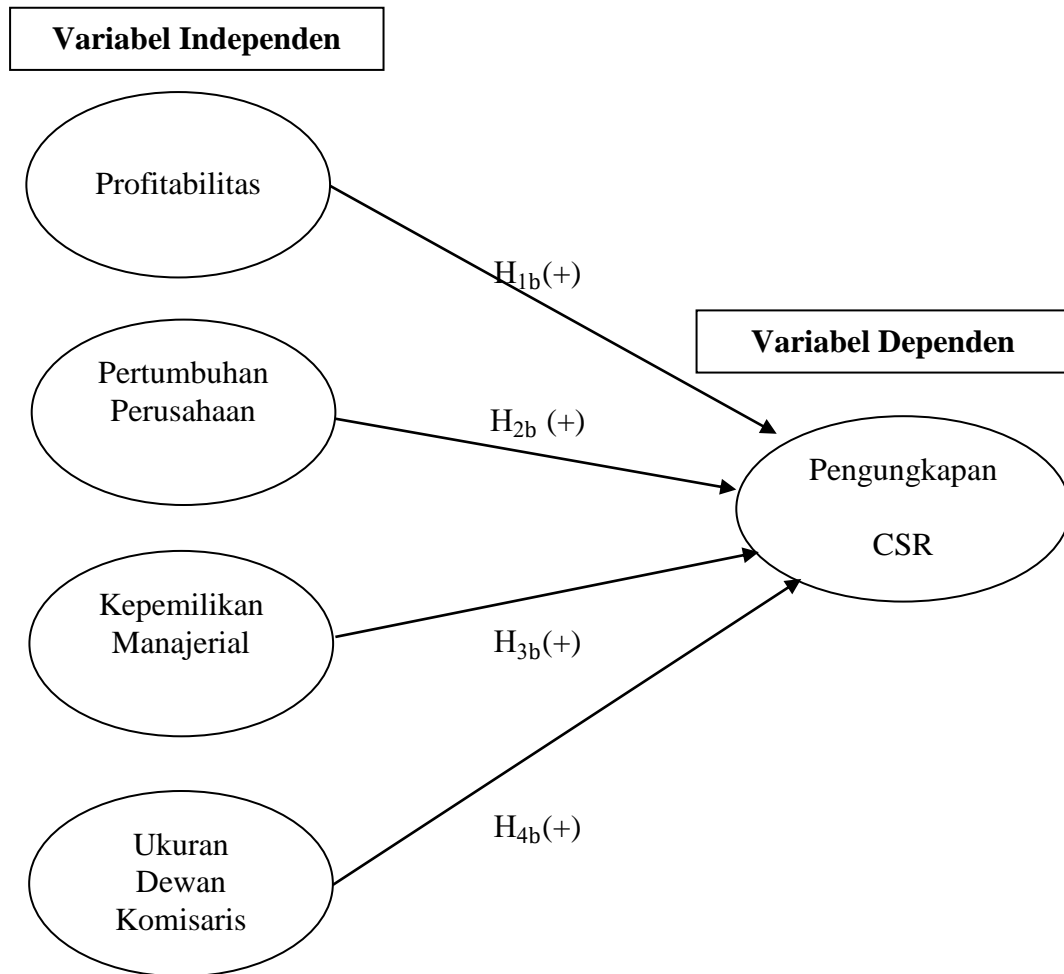 Variabel Independen
Profitabilitas
H1b(+)
Variabel Dependen
Pertumbuhan
Perusahaan
H2b (+)
Pengungkapan
CSR
Kepemilikan
Manajerial
H3b(+)
H4b(+)
Ukuran
Dewan
Komisaris